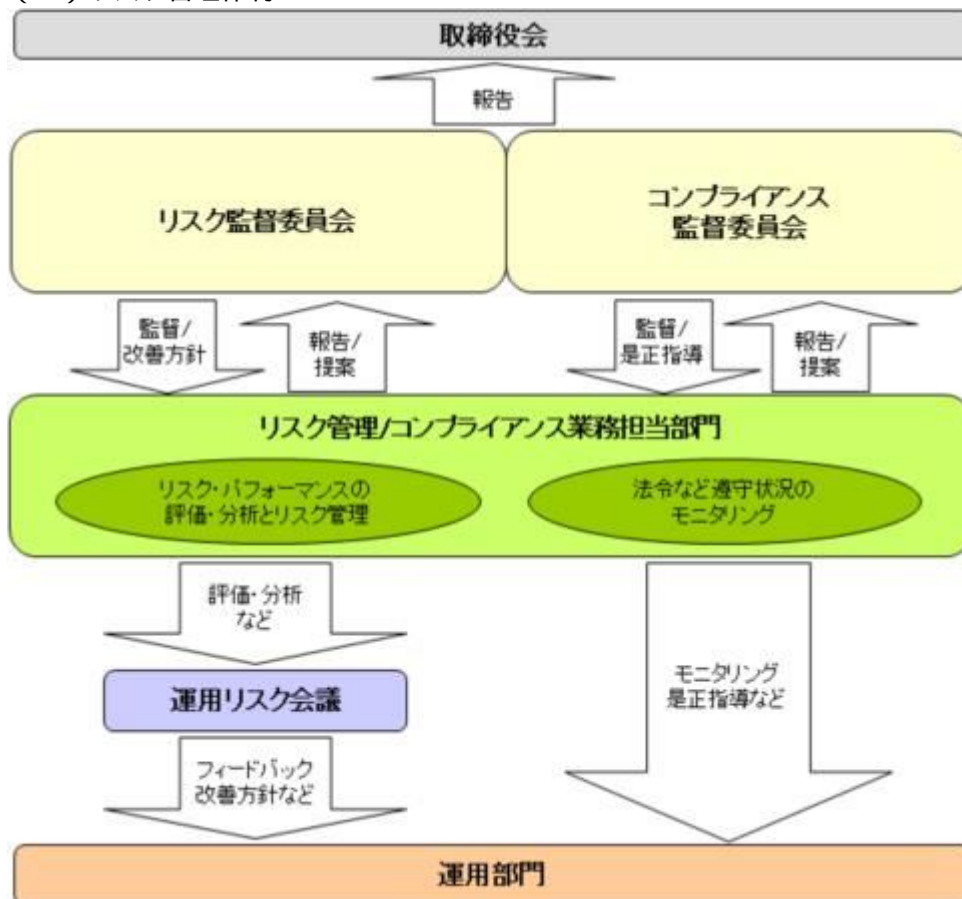 取締役会
報告
リスク監督委員会
コンプライアンス
監督委員会
監督/
改善方針
報告/
提案
監督/
是正指導
報告/
提案
リスク管理/コンプライアンス業務担当部門
リスク・パフォーマンスの
評価・分析とリスク管理
法令など遵守状況の
モニタリング
評価・分析
など
運用リスク会議
モニタリング
是正指導など
フィードバック
改善方針など
運用部門